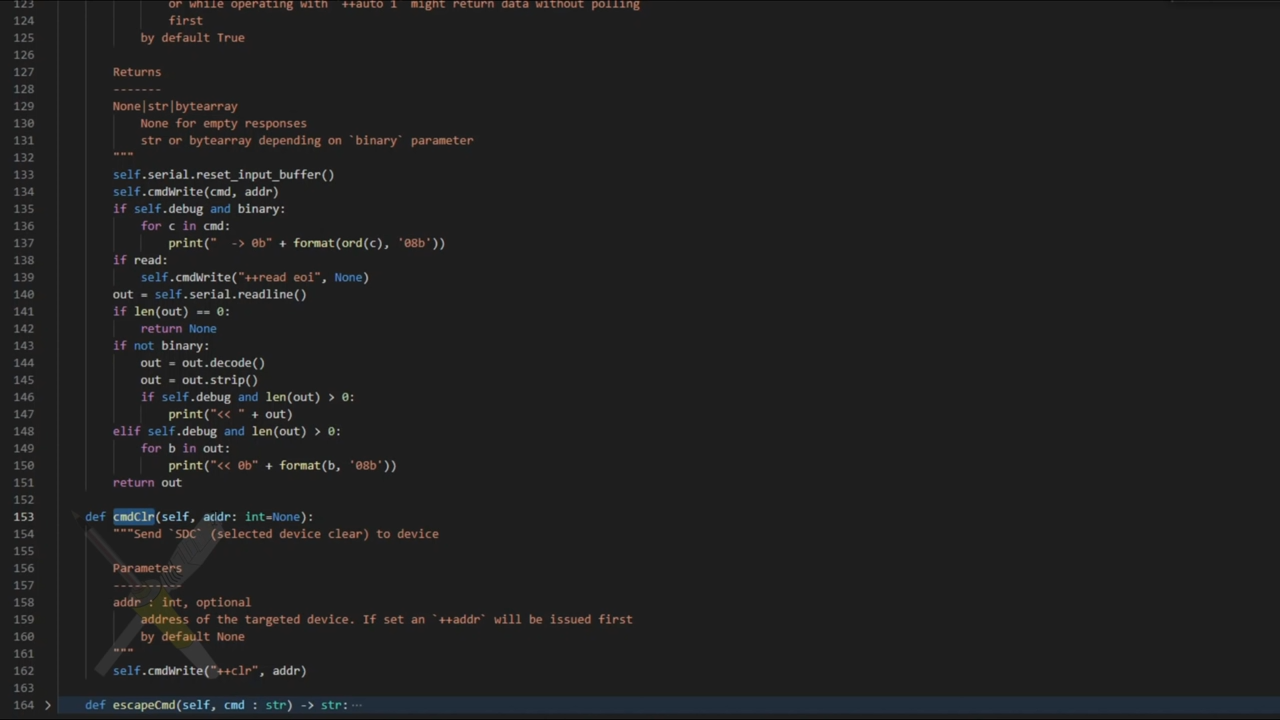 123 or while operating with `++auto 1` might return data without polling
124 first
125 by default True
126
127 Returns
128 -------
129 None|str|bytearray
130 None for empty responses
131 str or bytearray depending on `binary` parameter
132 """
133 self.serial.reset_input_buffer()
134 self.cmdWrite(cmd, addr)
135 if self.debug and binary:
136 for c in cmd:
137 print("  -> 0b" + format(ord(c), '08b'))
138 if read:
139 self.cmdWrite("++read eoi", None)
140 out = self.serial.readline()
141 if len(out) == 0:
142 return None
143 if not binary:
144 out = out.decode()
145 out = out.strip()
146 if self.debug and len(out) > 0:
147 print("<< " + out)
148 elif self.debug and len(out) > 0:
149 for b in out:
150 print("<< 0b" + format(b, '08b'))
151 return out
152
153 def cmdClr(self, addr: int=None):
154 """Send `SDC` (selected device clear) to device
155
156 Parameters
157 ----------
158 addr : int, optional
159 address of the targeted device. If set an `++addr` will be issued first
160 by default None
161 """
162 self.cmdWrite("++clr", addr)
163
164 > def escapeCmd(self, cmd : str) -> str: ...